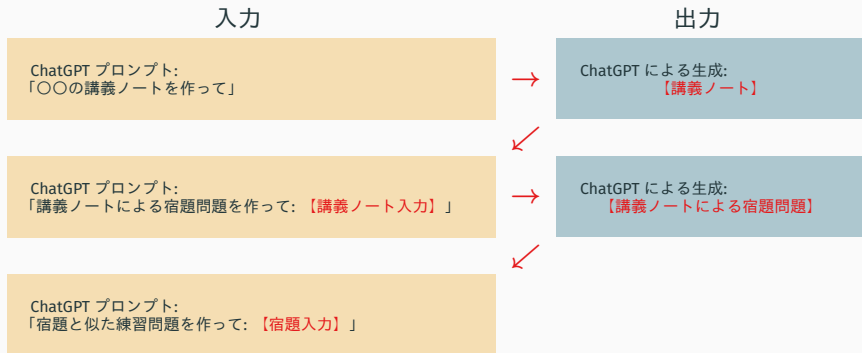 入力
出力
ChatGPT プロンプト:
「〇〇の講義ノートを作って」
→
ChatGPT による生成:
【講義ノート】
ChatGPT プロンプト:
「講義ノートによる宿題問題を作って: 【講義ノート入力】」
→
ChatGPT による生成:
【講義ノートによる宿題問題】
ChatGPT プロンプト:
「宿題と似た練習問題を作って: 【宿題入力】」